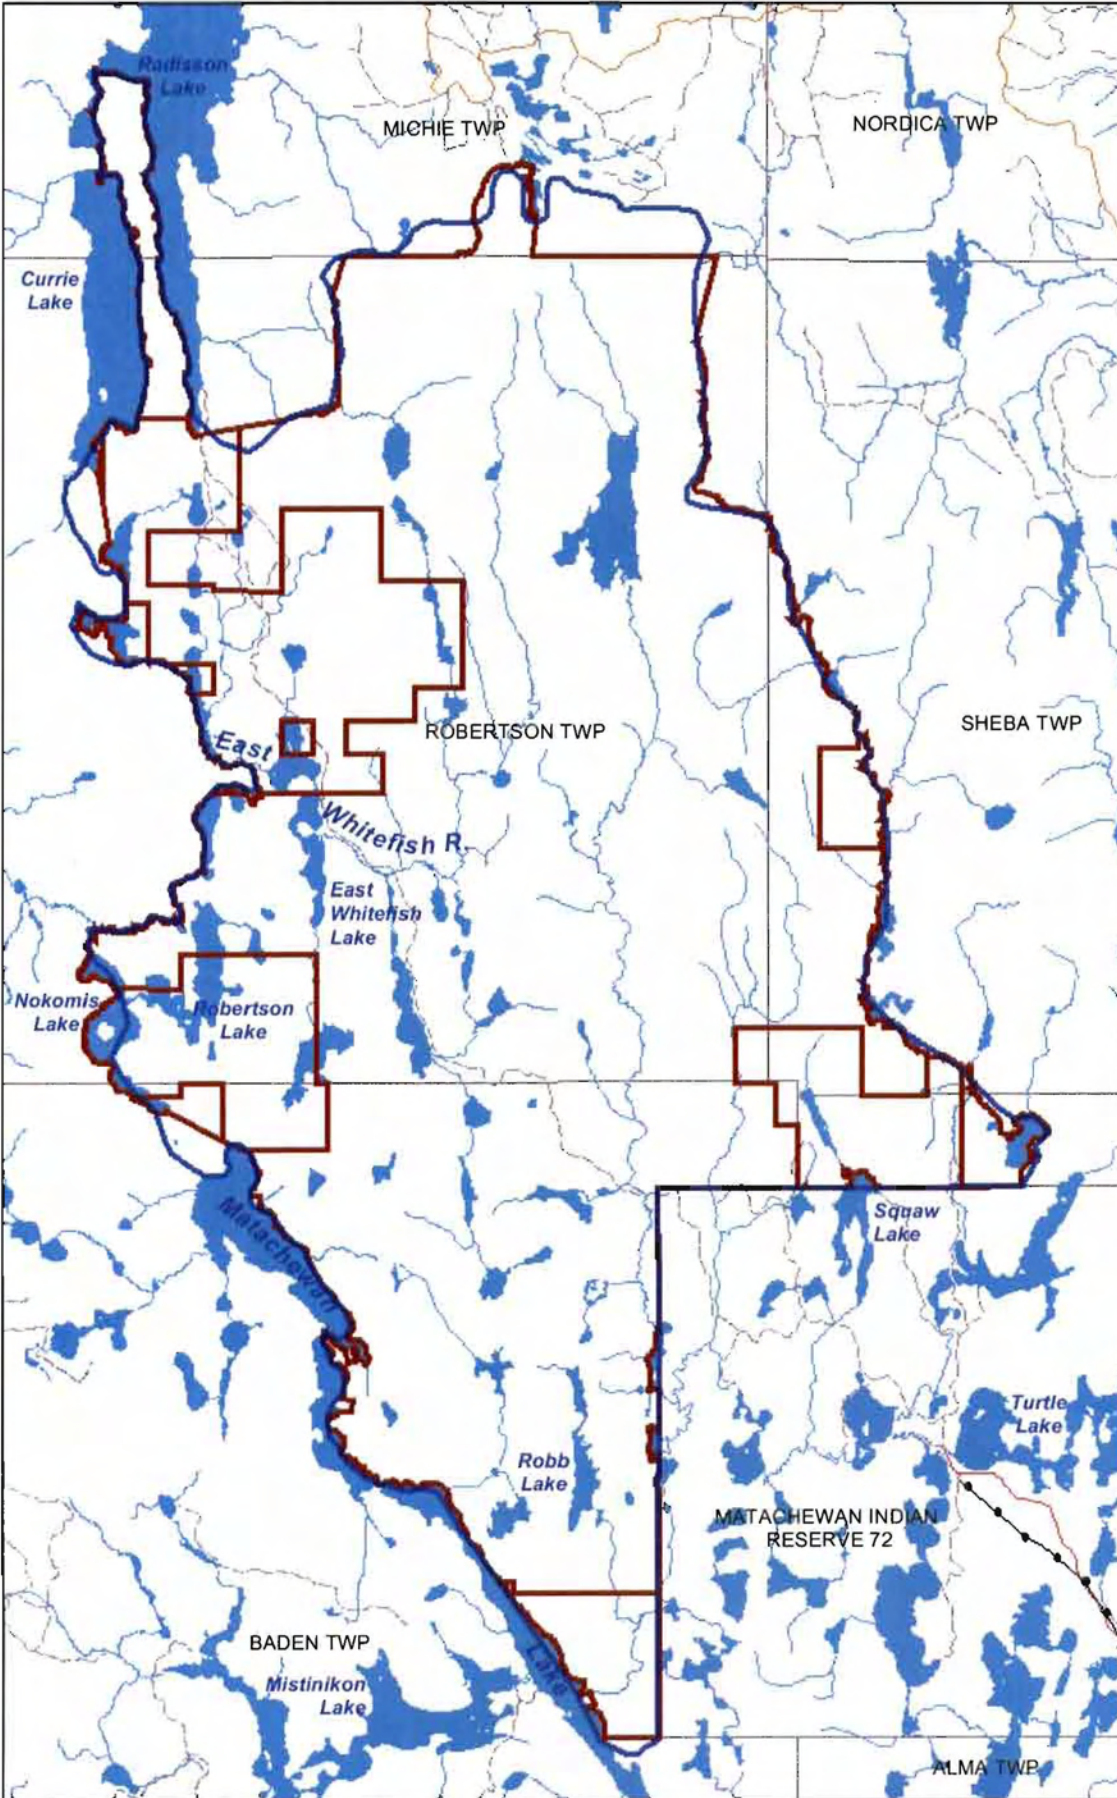 Radisson
Lake
MICHIE TWP
NORDICA TWP
Currie
Lake
ROBERTSON TWP
SHEBA TWP
East
Whitefish R.
East
Whitefish
Lake
Nokomis
Lake
Robertson
Lake
Matachewan
Squaw
Lake
Turtle
Lake
Robb
Lake
MATACHEWAN INDIAN
RESERVE 72
BADEN TWP
Lake
Mistinikon
Lake
ALMA TWP